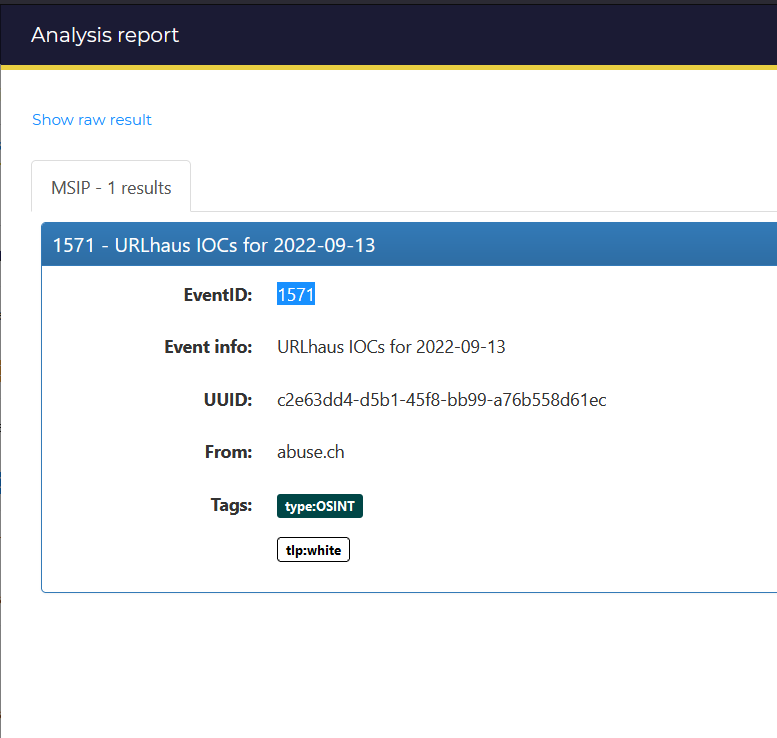 Analysis report
Show raw result
MSIP - 1 results
1571 - URLhaus IOCs for 2022-09-13
EventID: 1571
Event info: URLhaus IOCs for 2022-09-13
UUID: c2e63dd4-d5b1-45f8-bb99-a76b558d61ec
From: abuse.ch
Tags: type:OSINT
tlp:white